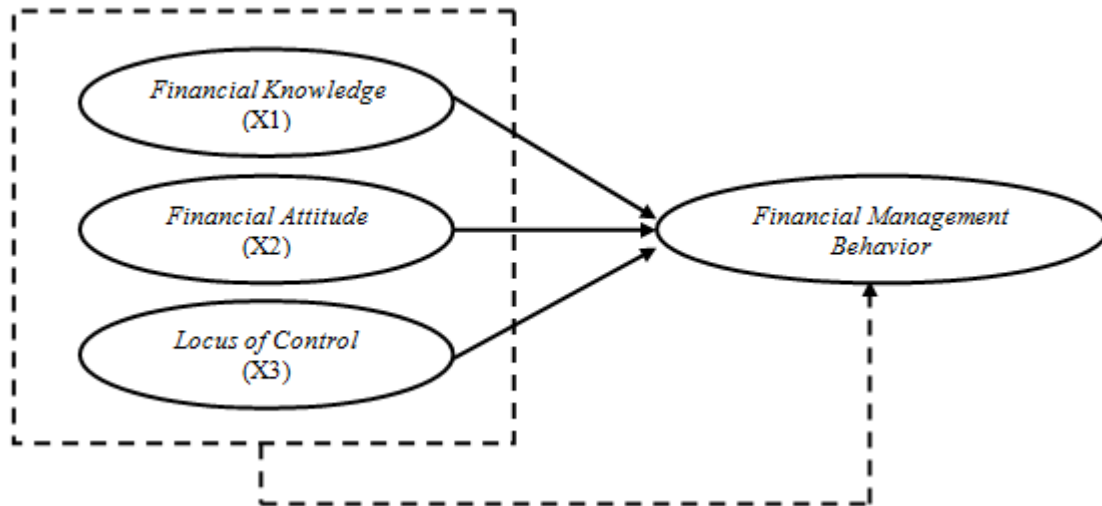 Financial Knowledge
(X1)
Financial Attitude
(X2)
Locus of Control
(X3)
Financial Management
Behavior